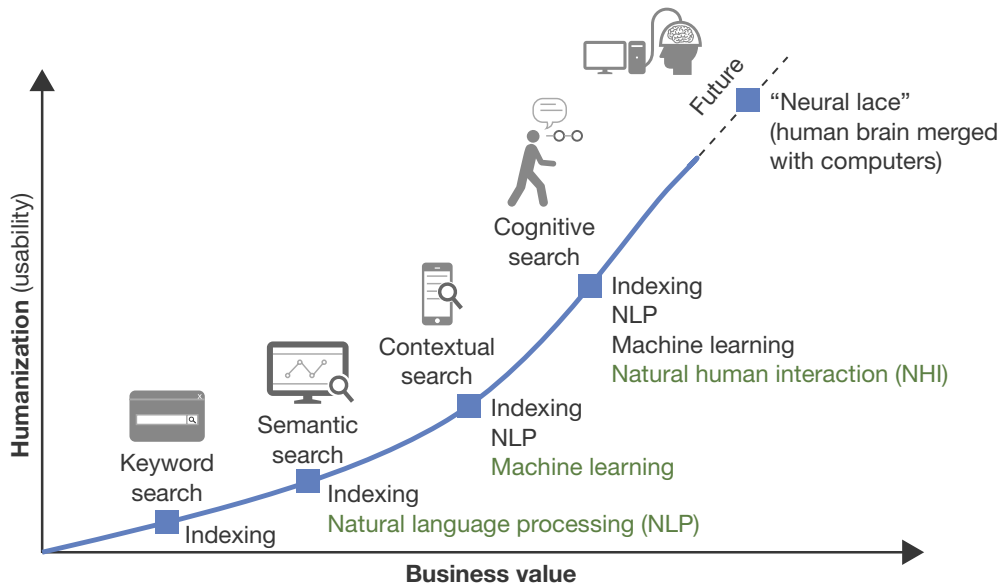 Future
“Neural lace”
(human brain merged
with computers)
Cognitive
search
Indexing
NLP
Machine learning
Natural human interaction (NHI)
Contextual
search
Indexing
NLP
Machine learning
Semantic
search
Indexing
Natural language processing (NLP)
Keyword
search
Indexing
Humanization (usability)
Business value